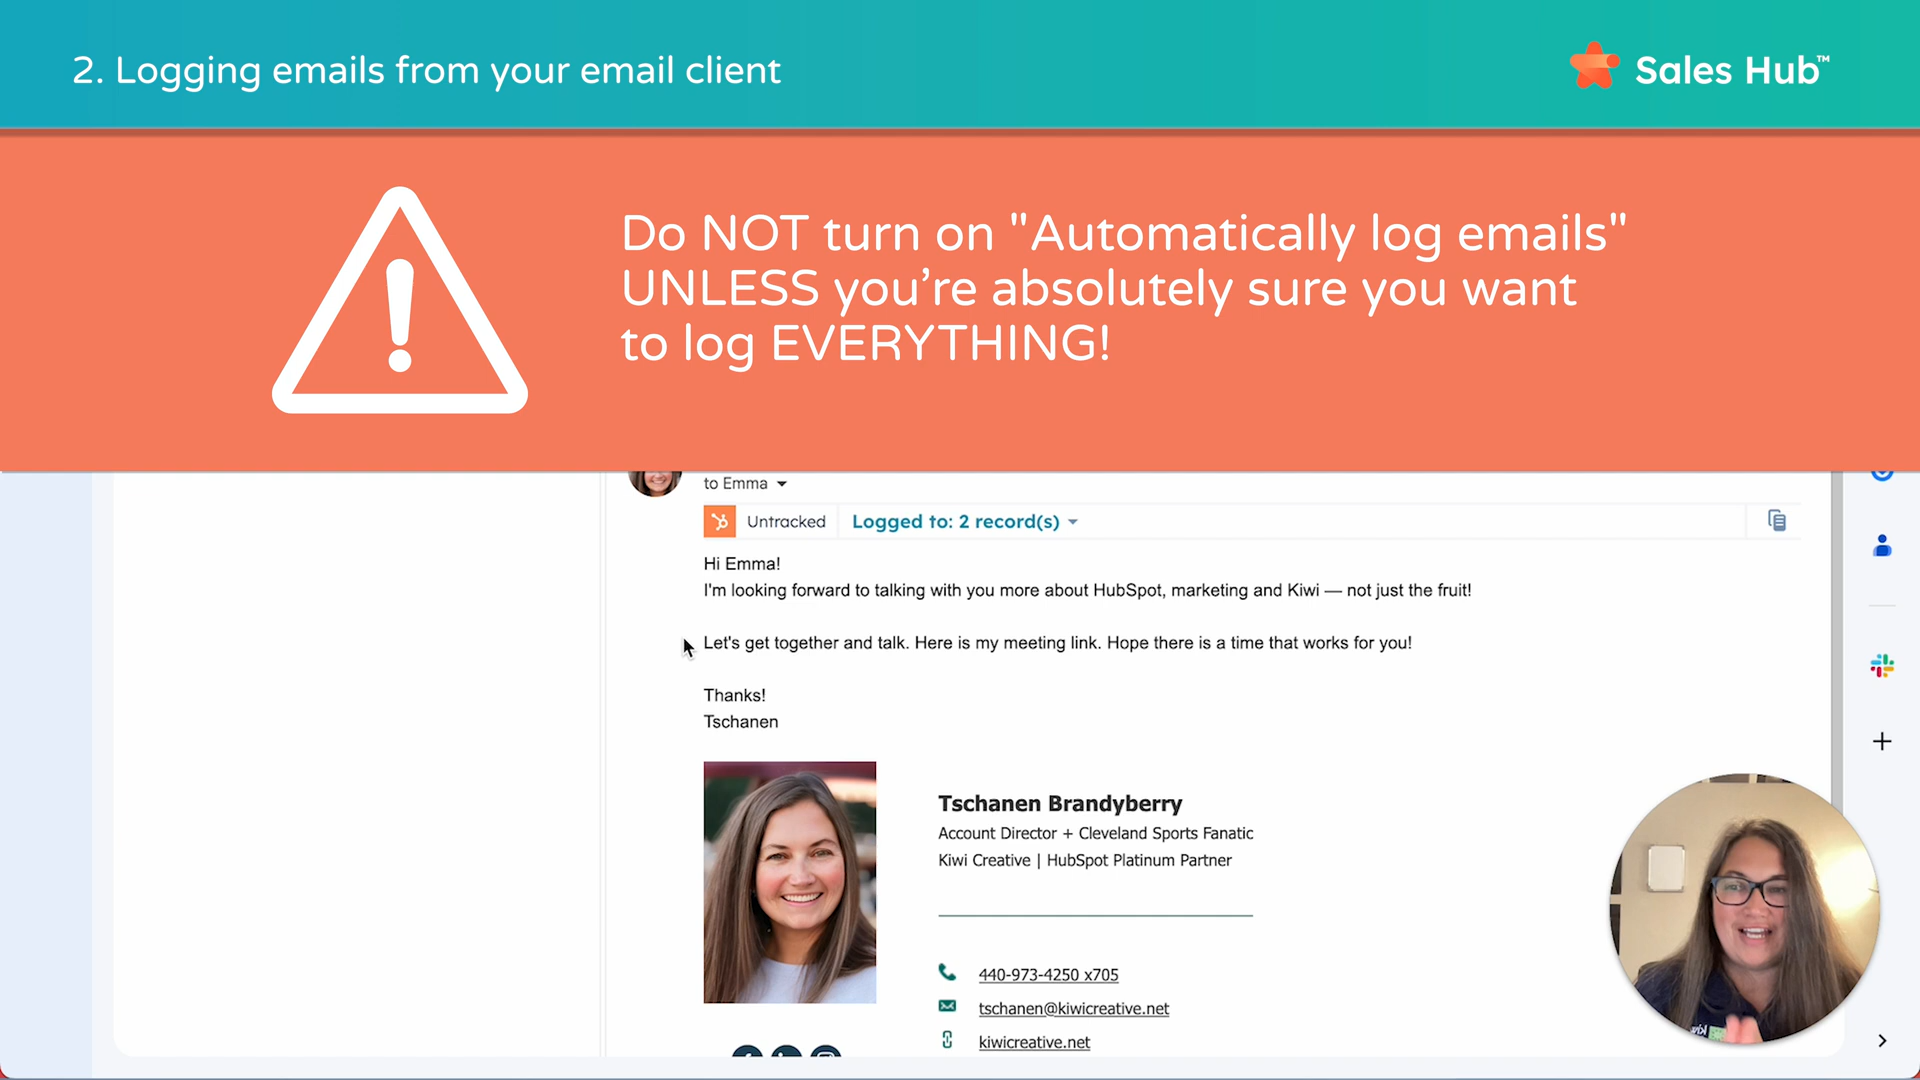 2. Logging emails from your email client
Sales Hub™
Do NOT turn on "Automatically log emails"
UNLESS you’re absolutely sure you want
to log EVERYTHING!
to Emma
Untracked
Logged to: 2 record(s)
Hi Emma!
I'm looking forward to talking with you more about HubSpot, marketing and Kiwi — not just the fruit!
Let's get together and talk. Here is my meeting link. Hope there is a time that works for you!
Thanks!
Tschanen
Tschanen Brandyberry
Account Director + Cleveland Sports Fanatic
Kiwi Creative | HubSpot Platinum Partner
440-973-4250 x705
tschanen@kiwicreative.net
kiwicreative.net